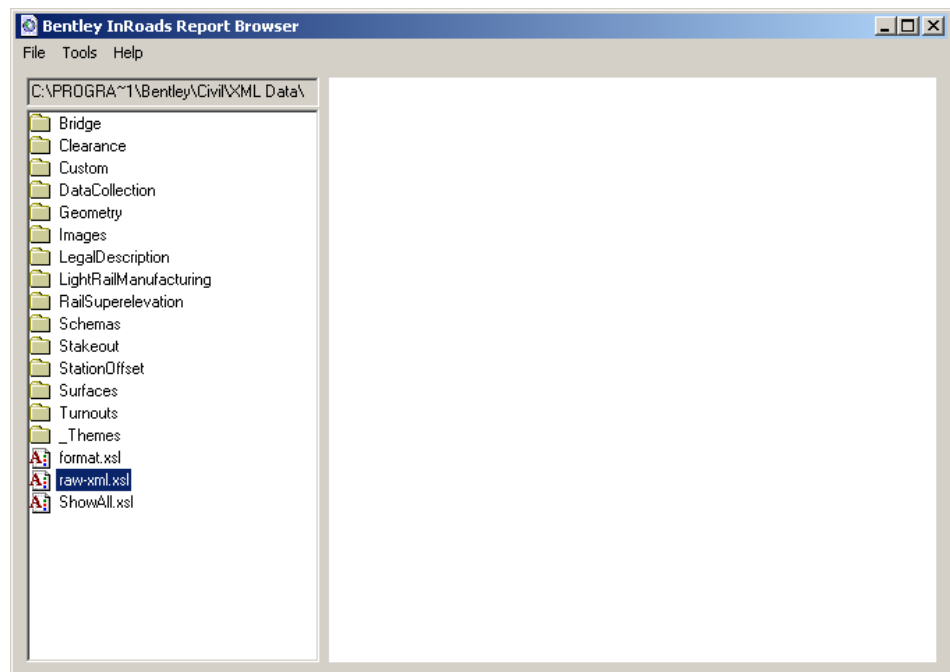 Bentley InRoads Report Browser
File Tools Help
C:\PROGRA~1\Bentley\Civil\XML Data\
Bridge
Clearance
Custom
DataCollection
Geometry
Images
LegalDescription
LightRailManufacturing
RailSuperelevation
Schemas
Stakeout
StationOffset
Surfaces
Turnouts
_Themes
format.xsl
raw-xml.xsl
ShowAll.xsl